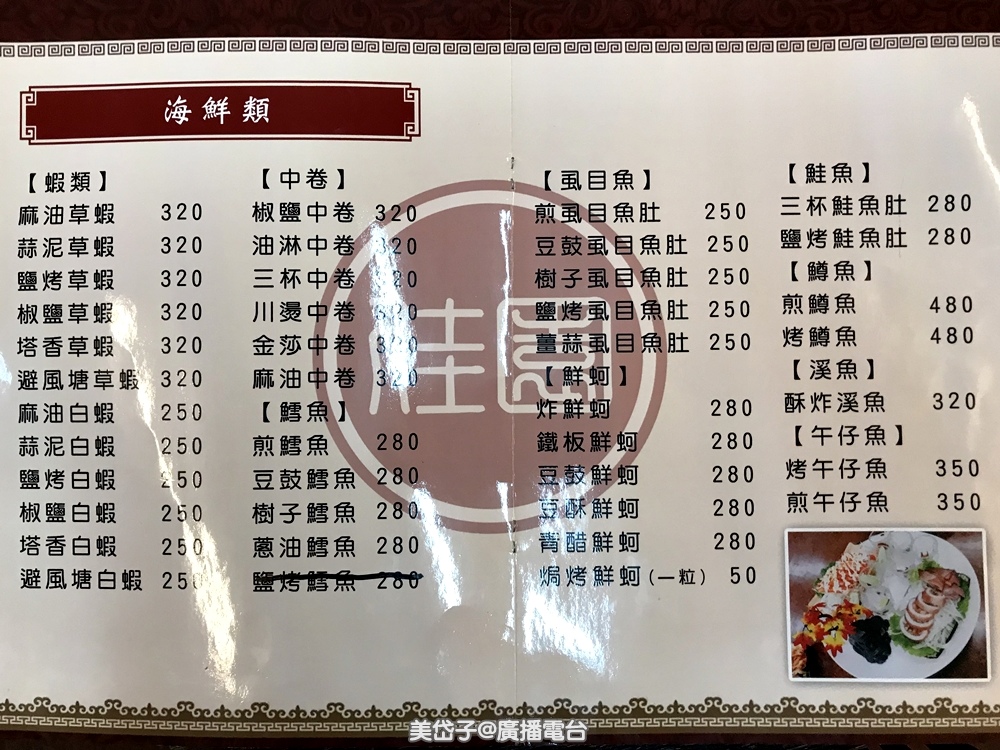 海鮮類
【蝦類】
麻油草蝦 320
蒜泥草蝦 320
鹽烤草蝦 320
椒鹽草蝦 320
塔香草蝦 320
避風塘草蝦 320
麻油白蝦 250
蒜泥白蝦 250
鹽烤白蝦 250
椒鹽白蝦 250
塔香白蝦 250
避風塘白蝦 250
【中卷】
椒鹽中卷 320
油淋中卷 320
三杯中卷 320
川燙中卷 320
金莎中卷 320
麻油中卷 320
【鱈魚】
煎鱈魚 280
豆鼓鱈魚 280
樹子鱈魚 280
蔥油鱈魚 280
鹽烤鱈魚 280
【虱目魚】
煎虱目魚肚 250
豆鼓虱目魚肚 250
樹子虱目魚肚 250
鹽烤虱目魚肚 250
薑蒜虱目魚肚 250
【鮮蚵】
炸鮮蚵 280
鐵板鮮蚵 280
豆鼓鮮蚵 280
豆酥鮮蚵 280
青醋鮮蚵 280
焗烤鮮蚵(一粒) 50
【鮭魚】
三杯鮭魚肚 280
鹽烤鮭魚肚 280
【鱒魚】
煎鱒魚 480
烤鱒魚 480
【溪魚】
酥炸溪魚 320
【午仔魚】
烤午仔魚 350
煎午仔魚 350
桂園
美岱子@廣播電台